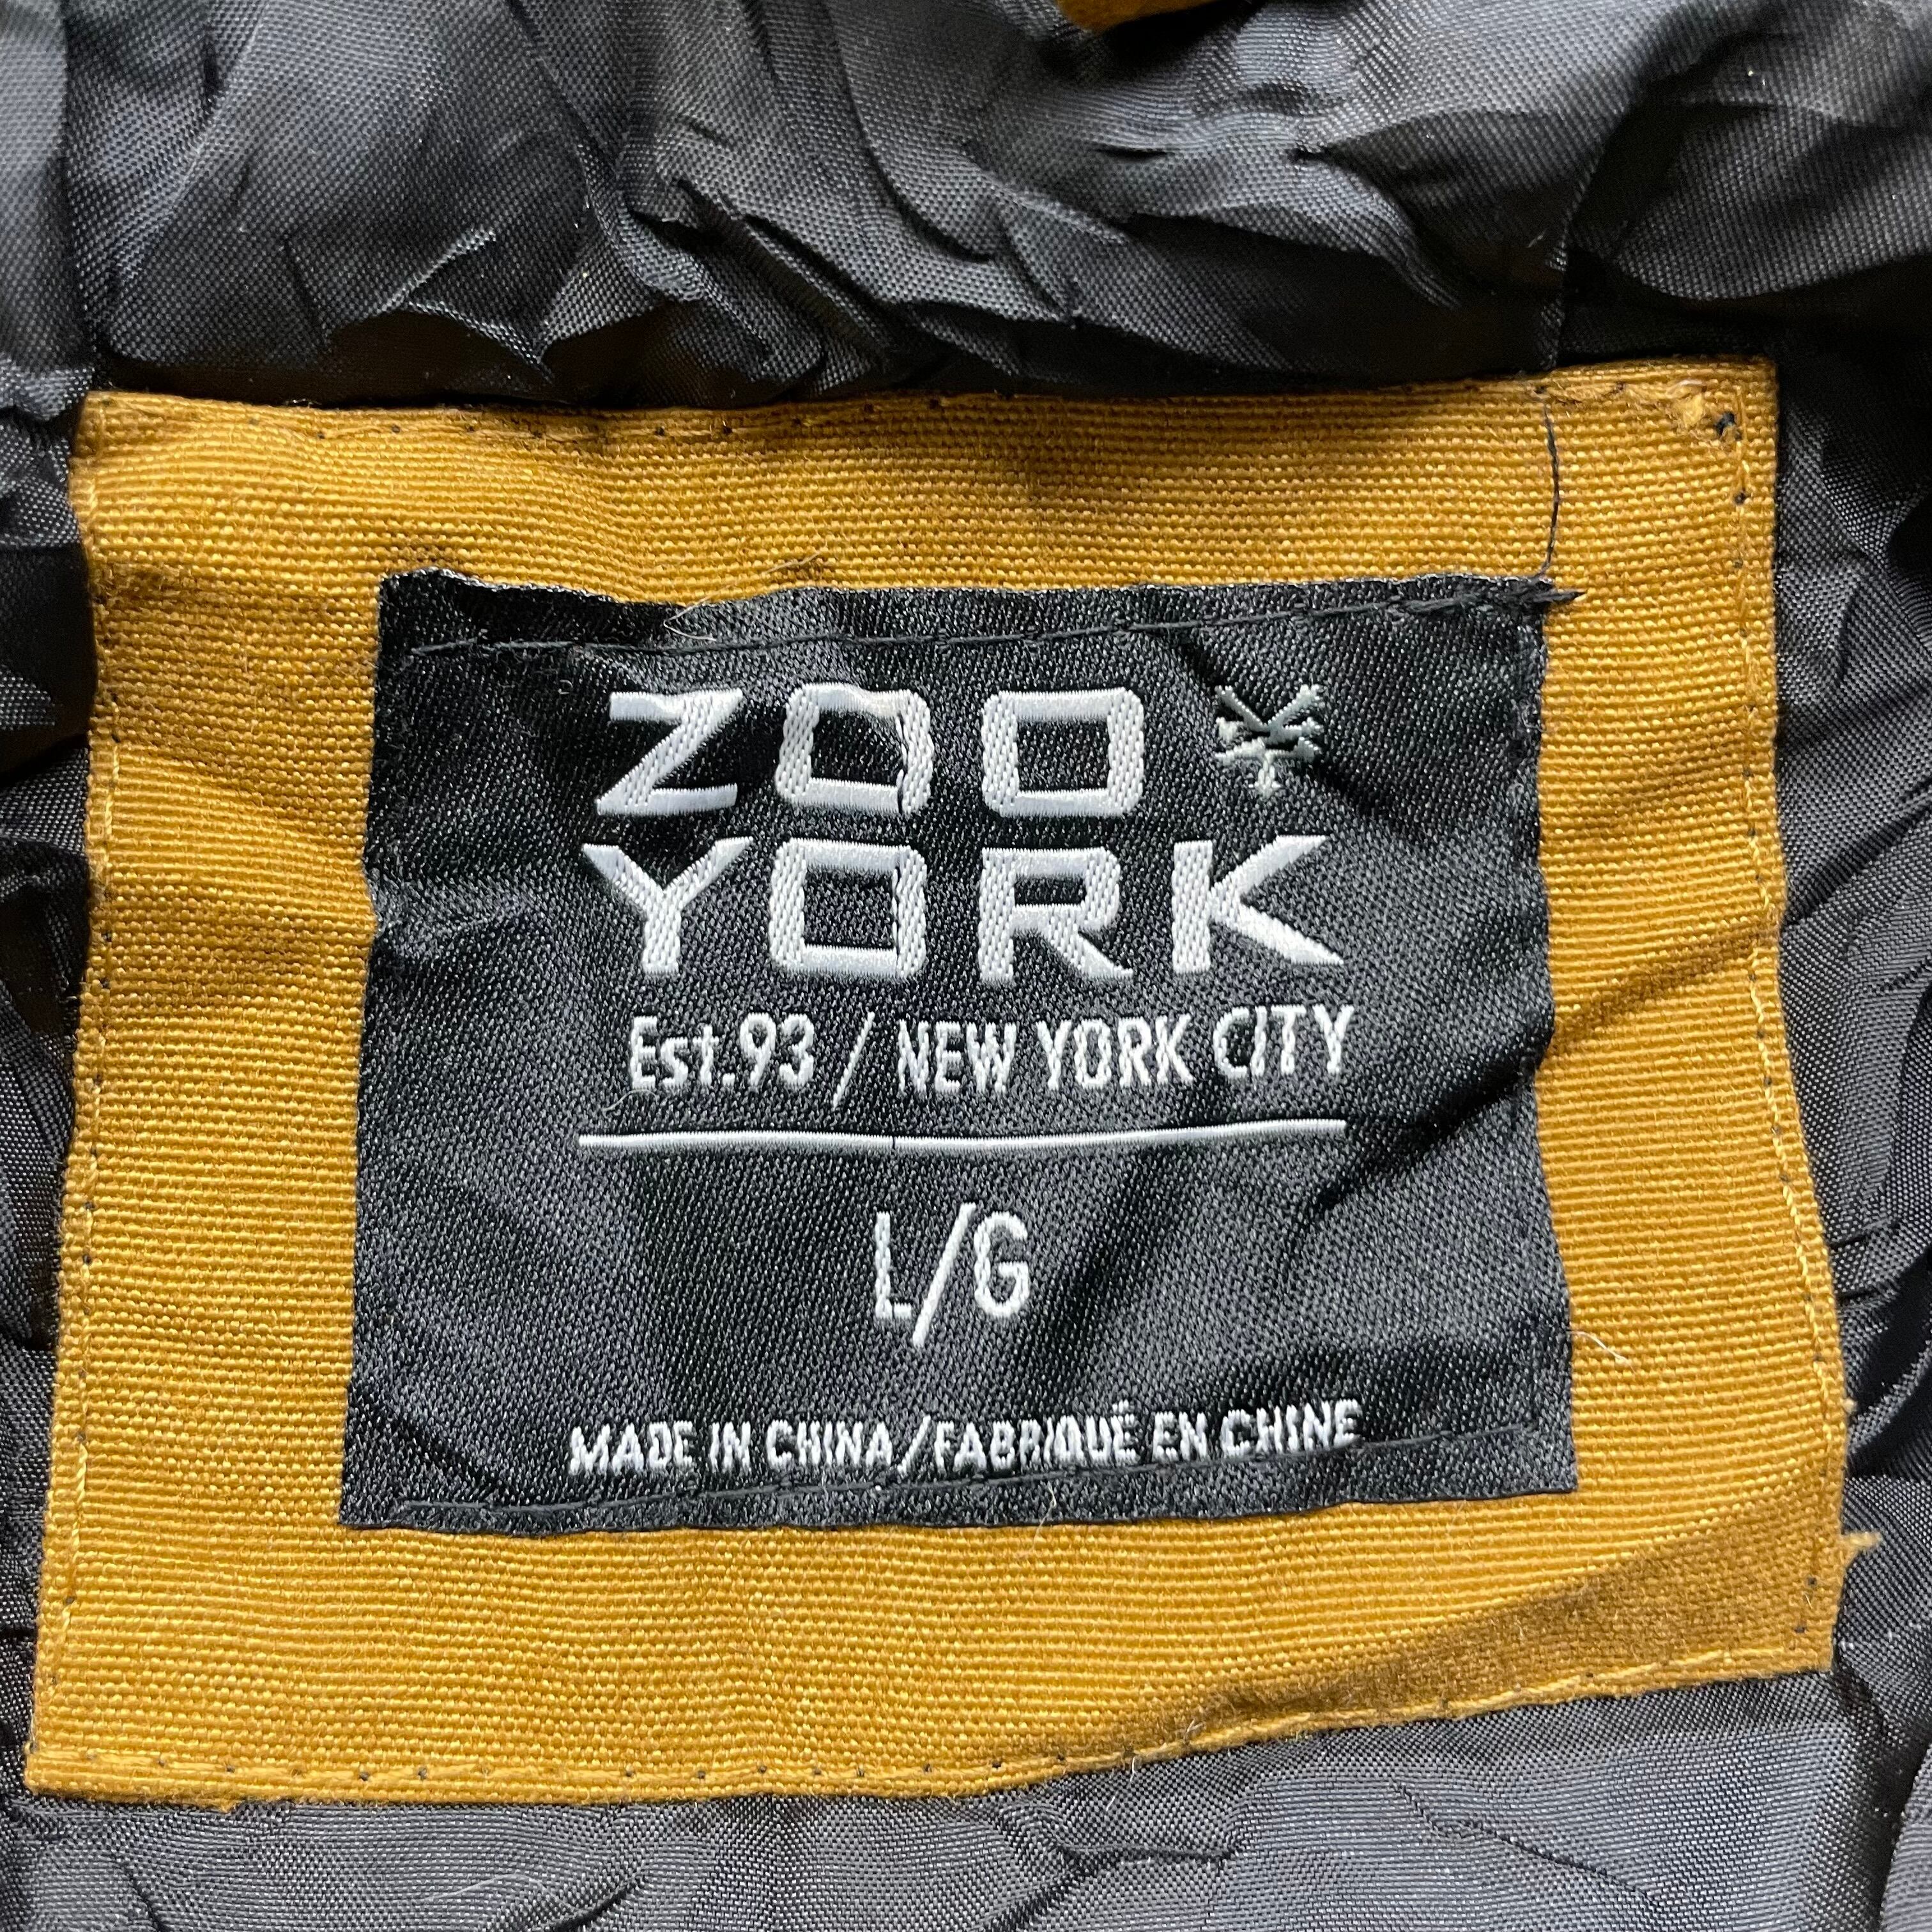 ZOO
YORK
Est.93 / NEW YORK CITY
L/G
MADE IN CHINA/FABRIQUÉ EN CHINE